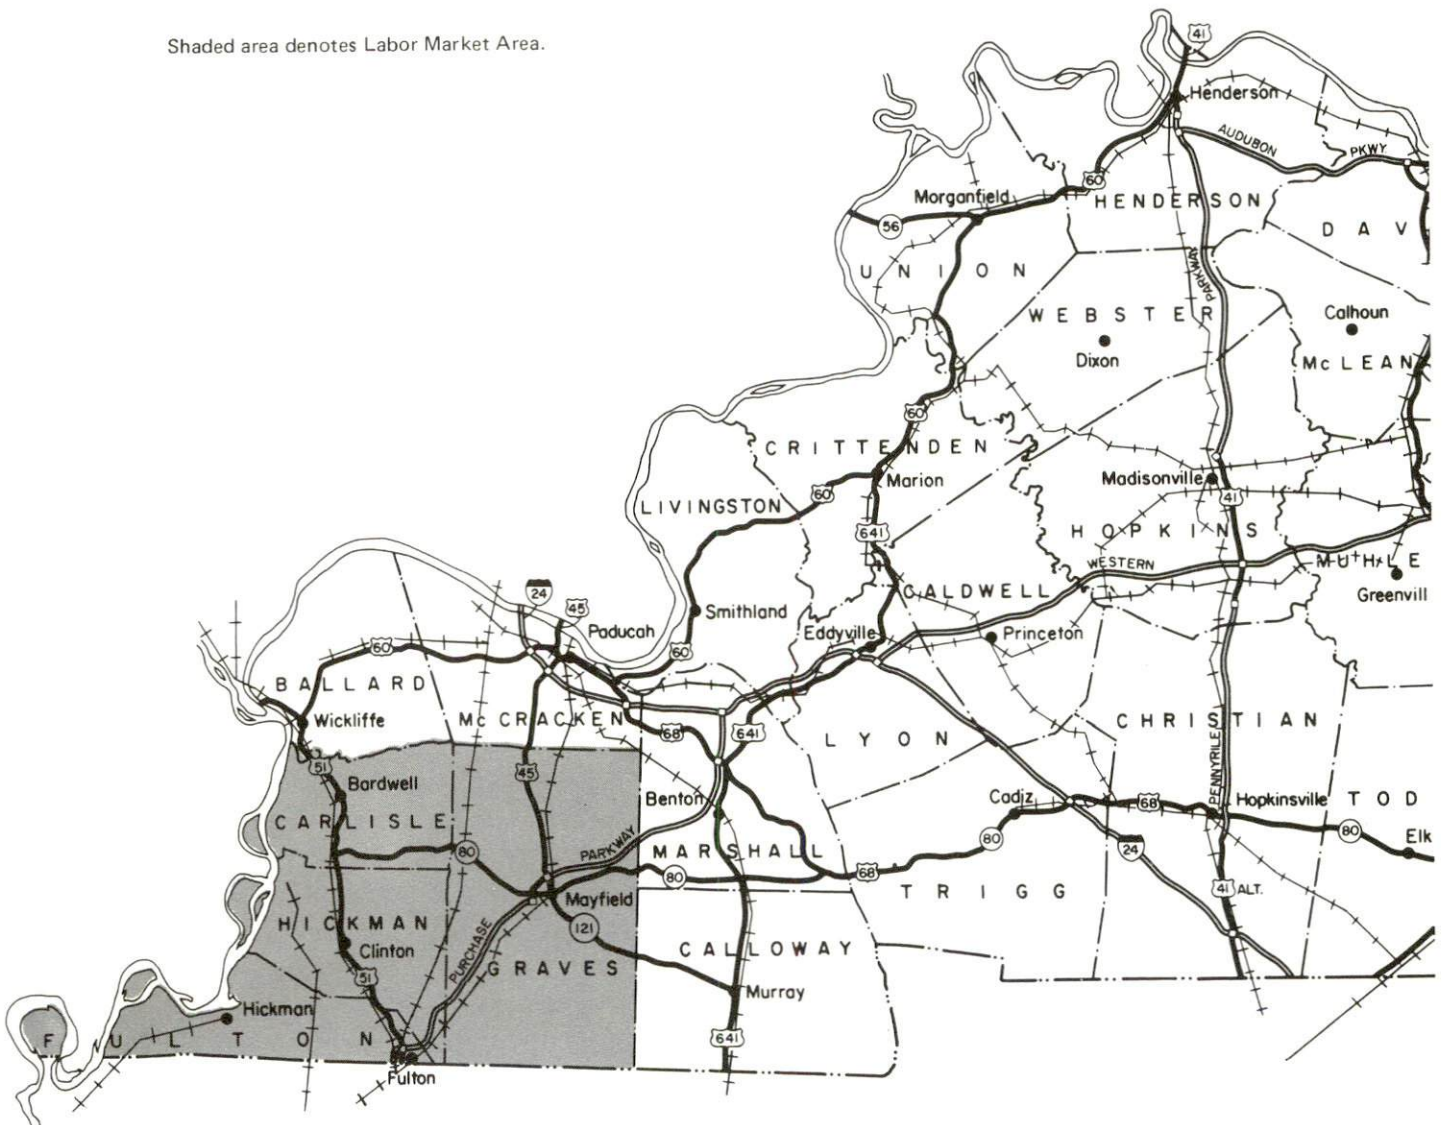 Shaded area denotes Labor Market Area.
41
Henderson
AUDUBON
PKWY
60
Morganfield
HENDERSON
56
DAV
UNION
PARKWAY
WEBSTER
Calhoun
Dixon
McLEAN
60
CRITTENDEN
Marion
Madisonville
60
41
LIVINGSTON
641
HOPKINS
WESTERN
MUHLE
24
CALDWELL
Greenvill
45
Smithland
Paducah
Eddyville
Princeton
60
60
BALLARD
Wickliffe
McCRACKEN
CHRISTIAN
68
641
LYON
51
45
Bardwell
Benton
Cadiz
68
PENNYRILE
Hopkinsville
TOD
CARLISLE
80
80
Elk
PARKWAY
MARSHALL
24
80
80
68
41
ALT.
TRIGG
Mayfield
HICKMAN
121
PURCHASE
Clinton
CALLOWAY
GRAVES
51
Murray
Hickman
FULTON
641
Fulton